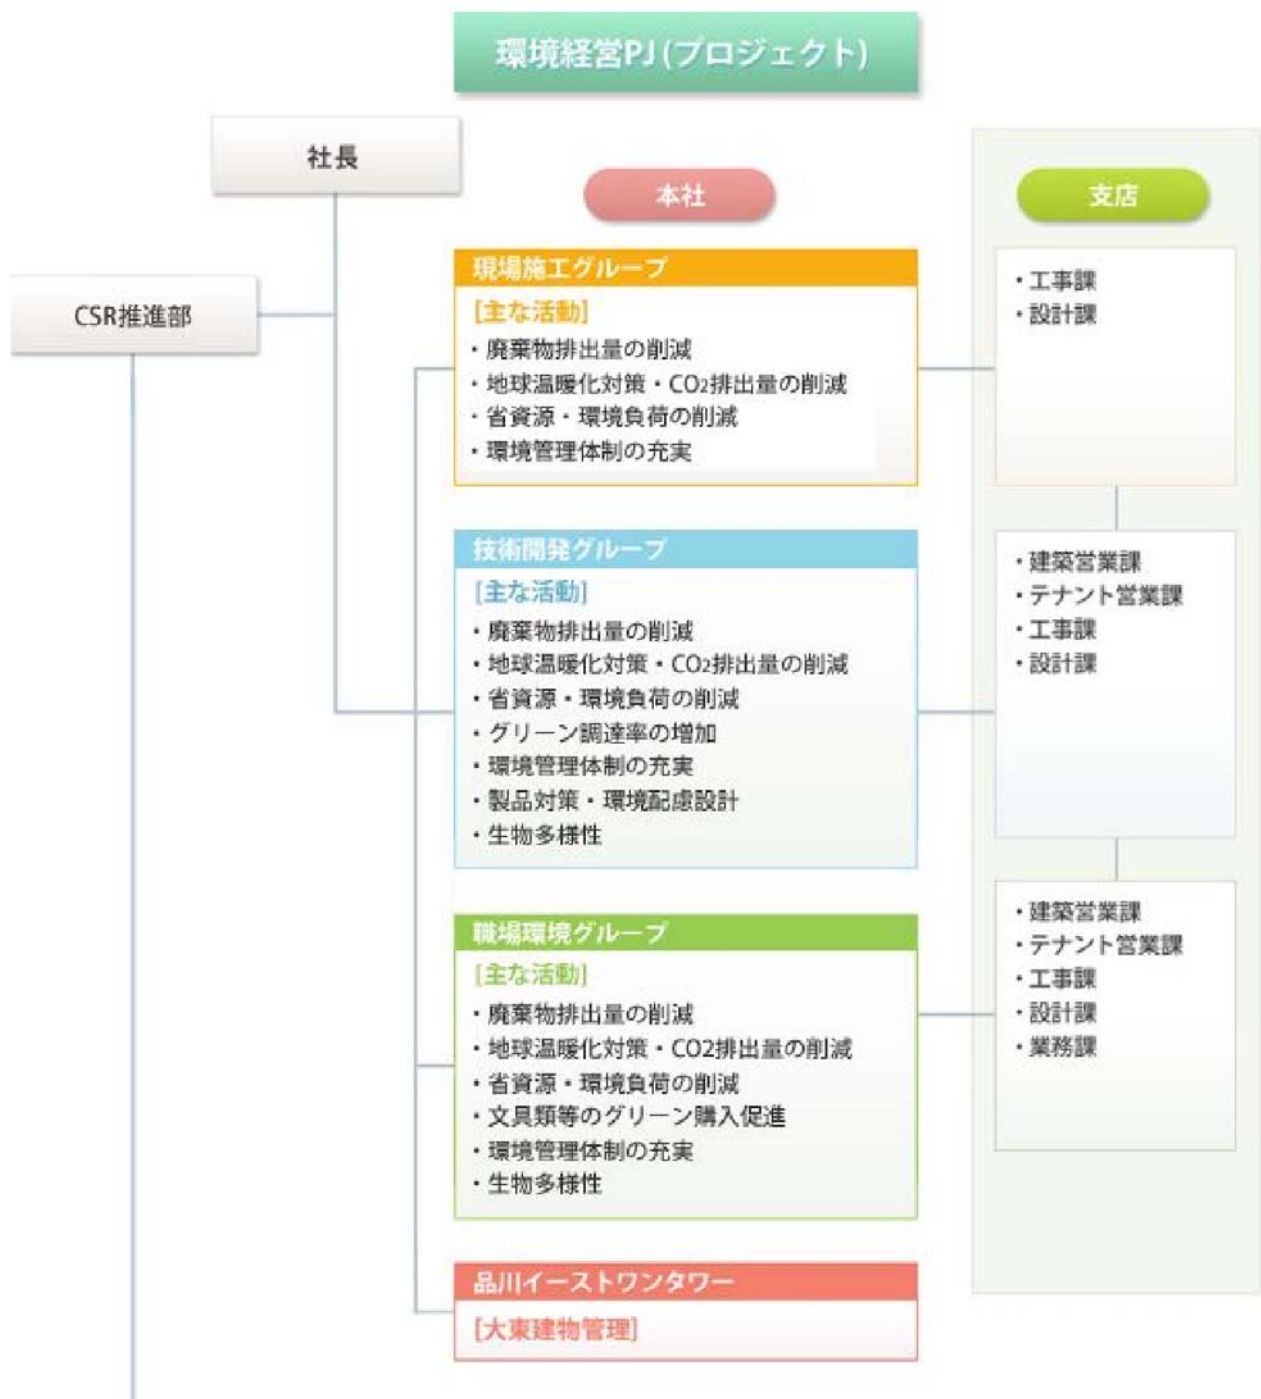 環境経営PJ(プロジェクト)
社長
CSR推進部
本社
現場施工グループ
[主な活動]
・廃棄物排出量の削減
・地球温暖化対策・CO₂排出量の削減
・省資源・環境負荷の削減
・環境管理体制の充実
技術開発グループ
[主な活動]
・廃棄物排出量の削減
・地球温暖化対策・CO₂排出量の削減
・省資源・環境負荷の削減
・グリーン調達率の増加
・環境管理体制の充実
・製品対策・環境配慮設計
・生物多様性
職場環境グループ
[主な活動]
・廃棄物排出量の削減
・地球温暖化対策・CO2排出量の削減
・省資源・環境負荷の削減
・文具類等のグリーン購入促進
・環境管理体制の充実
・生物多様性
品川イーストワンタワー
[大東建物管理]
支店
・工事課
・設計課
・建築営業課
・テナント営業課
・工事課
・設計課
・建築営業課
・テナント営業課
・工事課
・設計課
・業務課